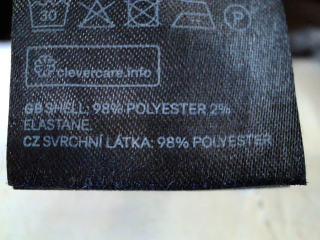 30
P
clevercare.info
GB SHELL: 98% POLYESTER 2%
ELASTANE.
CZ SVRCHNÍ LÁTKA: 98% POLYESTER